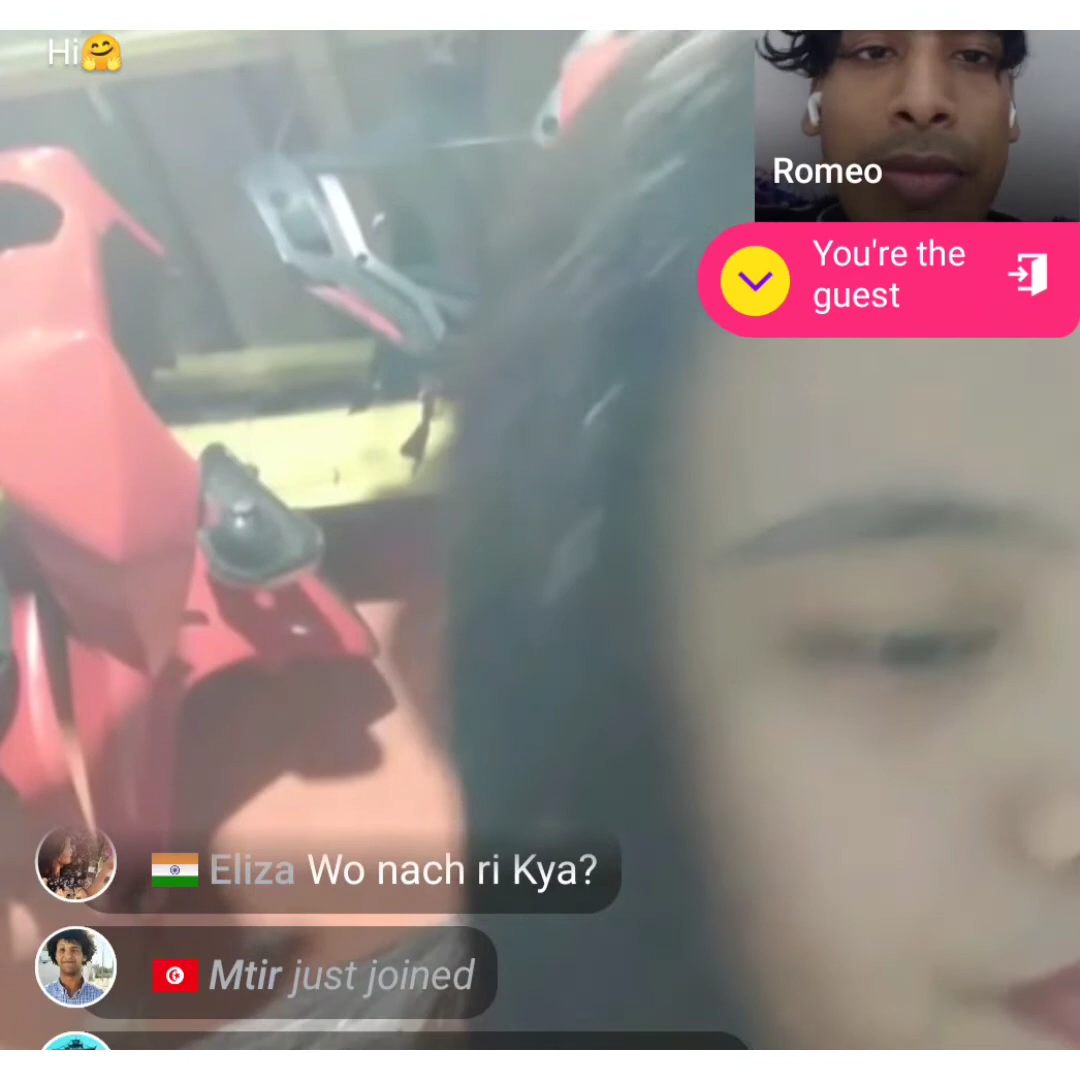 Hi🤗
Romeo
You're the
guest
Eliza Wo nach ri Kya?
Mtir just joined